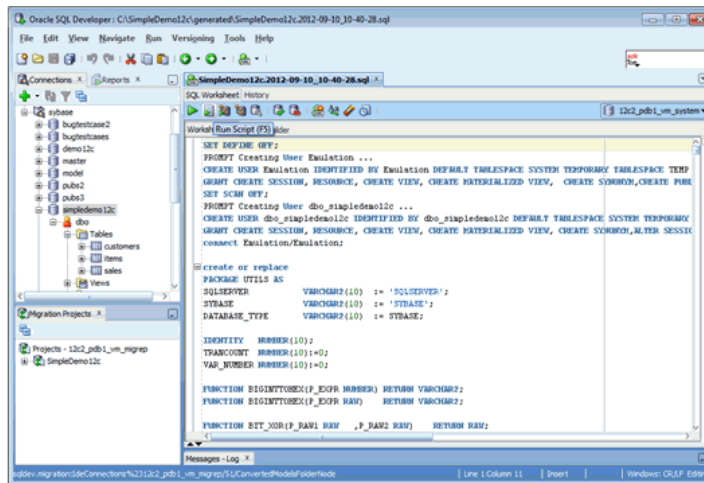 Oracle SQL Developer : C:\SimpleDemo12c\generated\SimpleDemo12c.2012-09-10_10-40-28.sql
File Edit View Navigate Run Versioning Tools Help
Connections Reports
SimpleDemo12c.2012-09-10_10-40-28.sql
SQL Worksheet History
12c2_pdb1_vm_system
Worksh Run Script (F5) ilder
sybase
bugtestcase2
bugtestcases
demo12c
master
model
pubs2
pubs3
simpledemo12c
dbo
Tables
customers
items
sales
Views
Migration Projects
Projects - 12c2_pdb1_vm_migrep
SimpleDemo12c
SET DEFINE OFF;
PROMPT Creating User Emulation ...
CREATE USER Emulation IDENTIFIED BY Emulation DEFAULT TABLESPACE SYSTEM TEMPORARY TABLESPACE TEMP
GRANT CREATE SESSION, RESOURCE, CREATE VIEW, CREATE MATERIALIZED VIEW, CREATE SYNONYM,CREATE PUBL
SET SCAN OFF;
PROMPT Creating User dbo_simpledemo12c ...
CREATE USER dbo_simpledemo12c IDENTIFIED BY dbo_simpledemo12c DEFAULT TABLESPACE SYSTEM TEMPORARY
GRANT CREATE SESSION, RESOURCE, CREATE VIEW, CREATE MATERIALIZED VIEW, CREATE SYNONYM,ALTER SESSIO
connect Emulation/Emulation;
create or replace
PACKAGE UTILS AS
SQLSERVER VARCHAR2(10) := 'SQLSERVER';
SYBASE VARCHAR2(10) := 'SYBASE';
DATABASE_TYPE VARCHAR2(10) := SYBASE;
IDENTITY NUMBER(10);
TRANCOUNT NUMBER(10):=0;
VAR_NUMBER NUMBER(10):=0;
FUNCTION BIGINTTOHEX(P_EXPR NUMBER) RETURN VARCHAR2;
FUNCTION BIGINTTOHEX(P_EXPR RAW) RETURN VARCHAR2;
FUNCTION BIT_XOR(P_RAW1 RAW ,P_RAW2 RAW) RETURN RAW;
Messages - Log
sqldev.migration:IdeConnections%2312c2_pdb1_vm_migrep/51/ConvertedModelsFolderNode
Line 1 Column 11 Insert Windows: CR/LF Editin